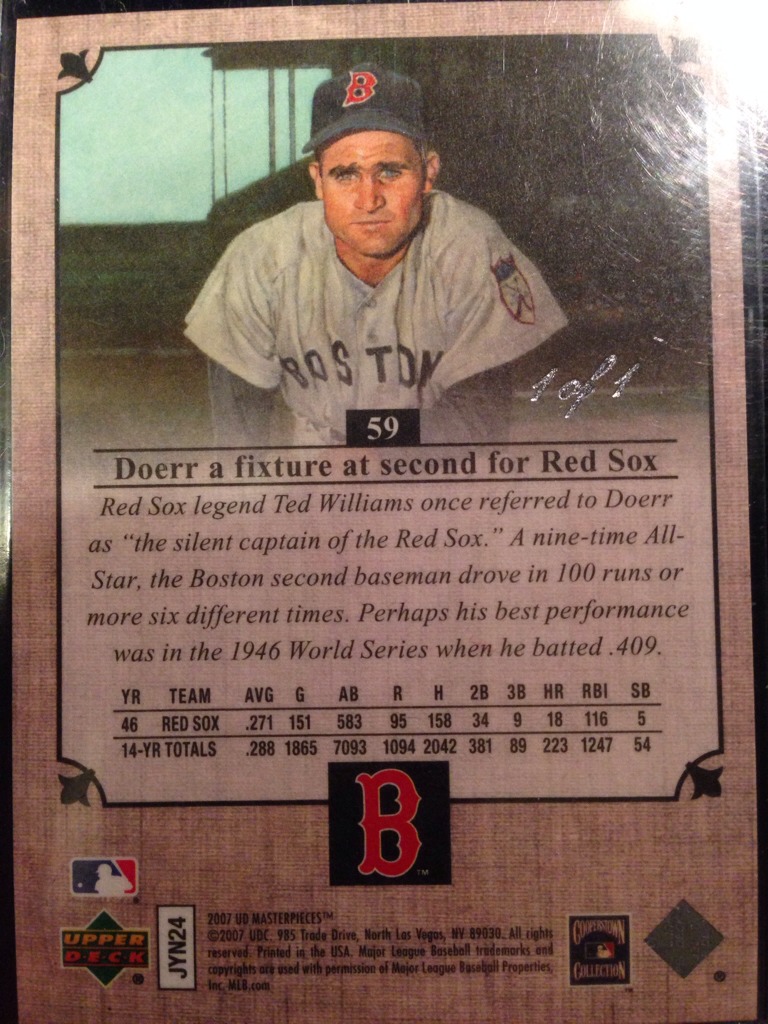 B
BOSTON
1 of 1
59
Doerr a fixture at second for Red Sox
Red Sox legend Ted Williams once referred to Doerr
as “the silent captain of the Red Sox.” A nine-time All-
Star, the Boston second baseman drove in 100 runs or
more six different times. Perhaps his best performance
was in the 1946 World Series when he batted .409.
YR TEAM AVG G AB R H 2B 3B HR RBI SB
46 RED SOX .271 151 583 95 158 34 9 18 116 5
14-YR TOTALS .288 1865 7093 1094 2042 381 89 223 1247 54
B TM
UPPER
D·E·C·K ®
JYN24
2007 UD MASTERPIECES™
©2007 UDC. 985 Trade Drive, North Las Vegas, NV 89030. All rights
reserved. Printed in the USA. Major League Baseball trademarks and
copyrights are used with permission of Major League Baseball Properties,
Inc. MLB.com
COOPERSTOWN
COLLECTION